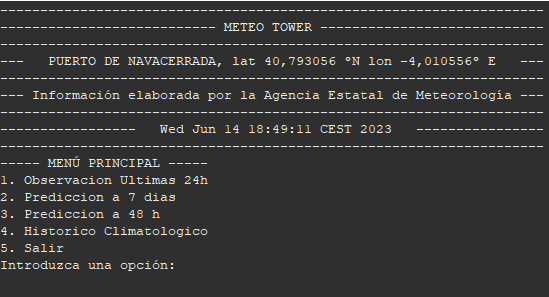 --------------------------------------------------------------------
--------------------------- METEO TOWER ----------------------------
--------------------------------------------------------------------
---   PUERTO DE NAVACERRADA, lat 40,793056 ºN lon -4,010556º E   ---
--------------------------------------------------------------------
--- Información elaborada por la Agencia Estatal de Meteorología ---
--------------------------------------------------------------------
-----------------   Wed Jun 14 18:49:11 CEST 2023   ----------------
--------------------------------------------------------------------
----- MENÚ PRINCIPAL -----
1. Observacion Ultimas 24h
2. Prediccion a 7 dias
3. Prediccion a 48 h
4. Historico Climatologico
5. Salir
Introduzca una opción: